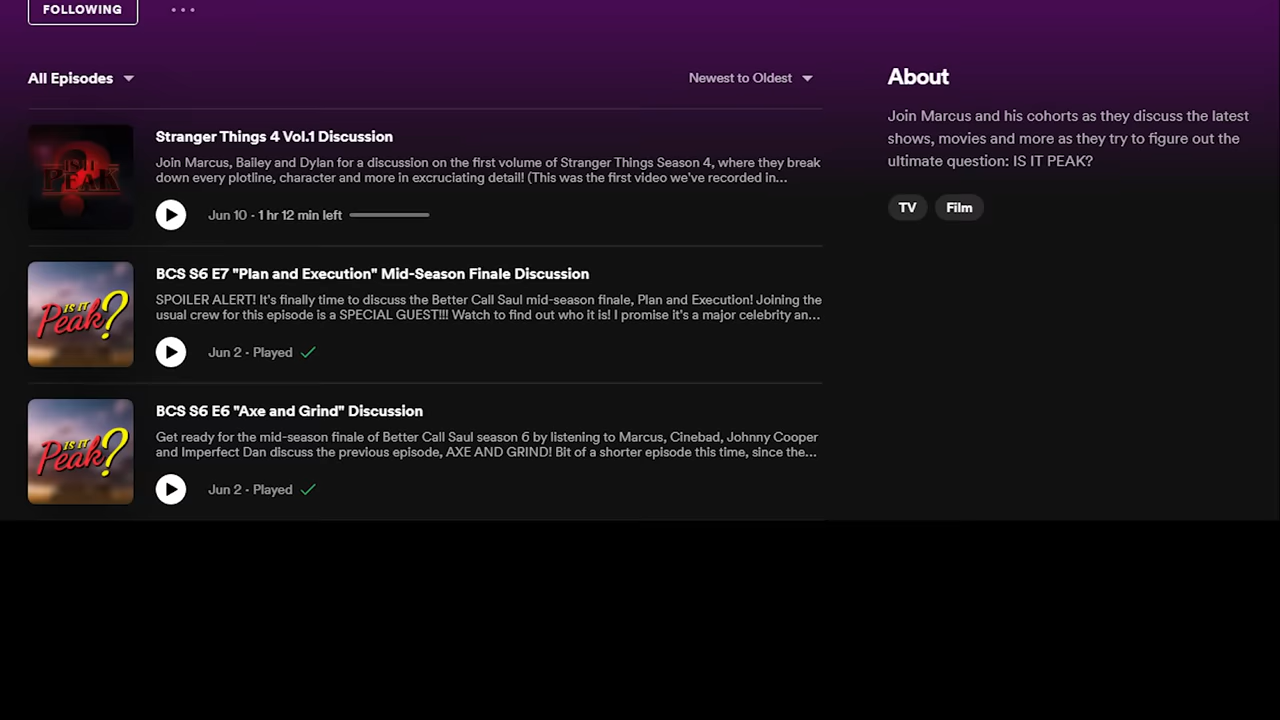 FOLLOWING
All Episodes
Newest to Oldest
IS IT
PEAK
Stranger Things 4 Vol.1 Discussion
Join Marcus, Bailey and Dylan for a discussion on the first volume of Stranger Things Season 4, where they break
down every plotline, character and more in excruciating detail! (This was the first video we've recorded in...
Jun 10 · 1 hr 12 min left
IS IT
Peak?
BCS S6 E7 "Plan and Execution" Mid-Season Finale Discussion
SPOILER ALERT! It's finally time to discuss the Better Call Saul mid-season finale, Plan and Execution! Joining the
usual crew for this episode is a SPECIAL GUEST!!! Watch to find out who it is! I promise it's a major celebrity an...
Jun 2 · Played
IS IT
Peak?
BCS S6 E6 "Axe and Grind" Discussion
Get ready for the mid-season finale of Better Call Saul season 6 by listening to Marcus, Cinebad, Johnny Cooper
and Imperfect Dan discuss the previous episode, AXE AND GRIND! Bit of a shorter episode this time, since the...
Jun 2 · Played
About
Join Marcus and his cohorts as they discuss the latest
shows, movies and more as they try to figure out the
ultimate question: IS IT PEAK?
TV
Film